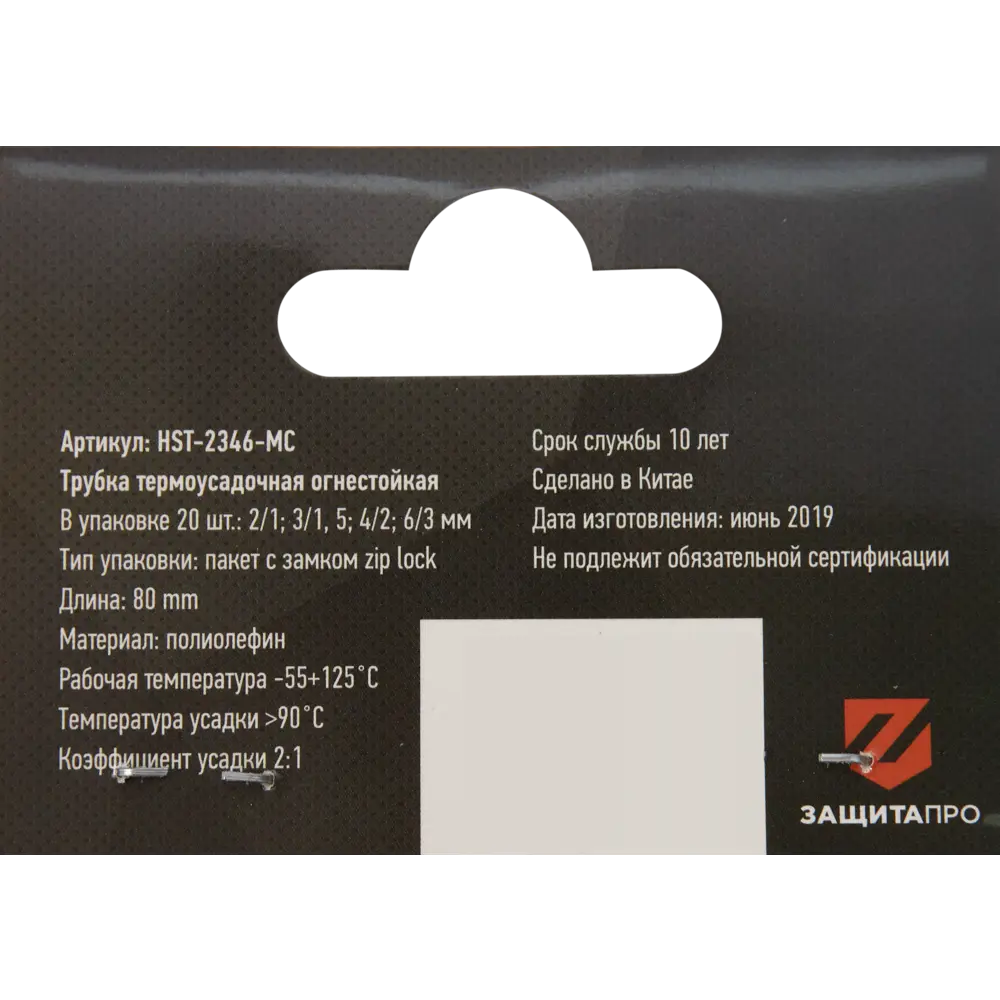 Артикул: HST-2346-MC
Трубка термоусадочная огнестойкая
В упаковке 20 шт.: 2/1; 3/1, 5; 4/2; 6/3 мм
Тип упаковки: пакет с замком zip lock
Длина: 80 mm
Материал: полиолефин
Рабочая температура -55+125°C
Температура усадки >90°C
Коэффициент усадки 2:1
Срок службы 10 лет
Сделано в Китае
Дата изготовления: июнь 2019
Не подлежит обязательной сертификации
ЗАЩИТАПРО